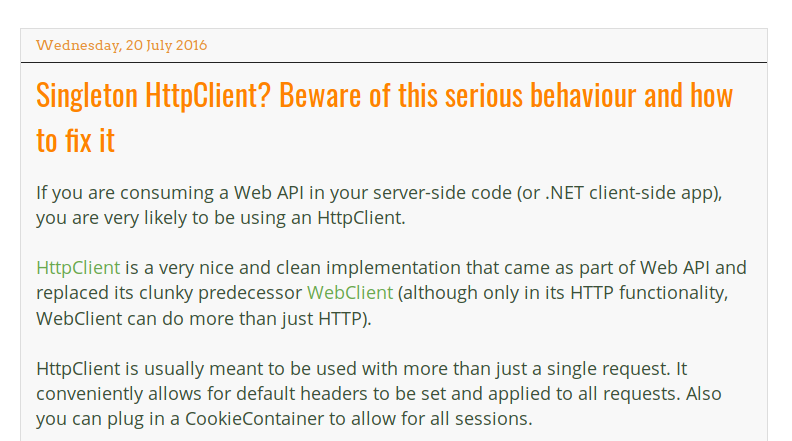 Wednesday, 20 July 2016
Singleton HttpClient? Beware of this serious behaviour and how
to fix it
If you are consuming a Web API in your server-side code (or .NET client-side app),
you are very likely to be using an HttpClient.
HttpClient is a very nice and clean implementation that came as part of Web API and
replaced its clunky predecessor WebClient (although only in its HTTP functionality,
WebClient can do more than just HTTP).
HttpClient is usually meant to be used with more than just a single request. It
conveniently allows for default headers to be set and applied to all requests. Also
you can plug in a CookieContainer to allow for all sessions.